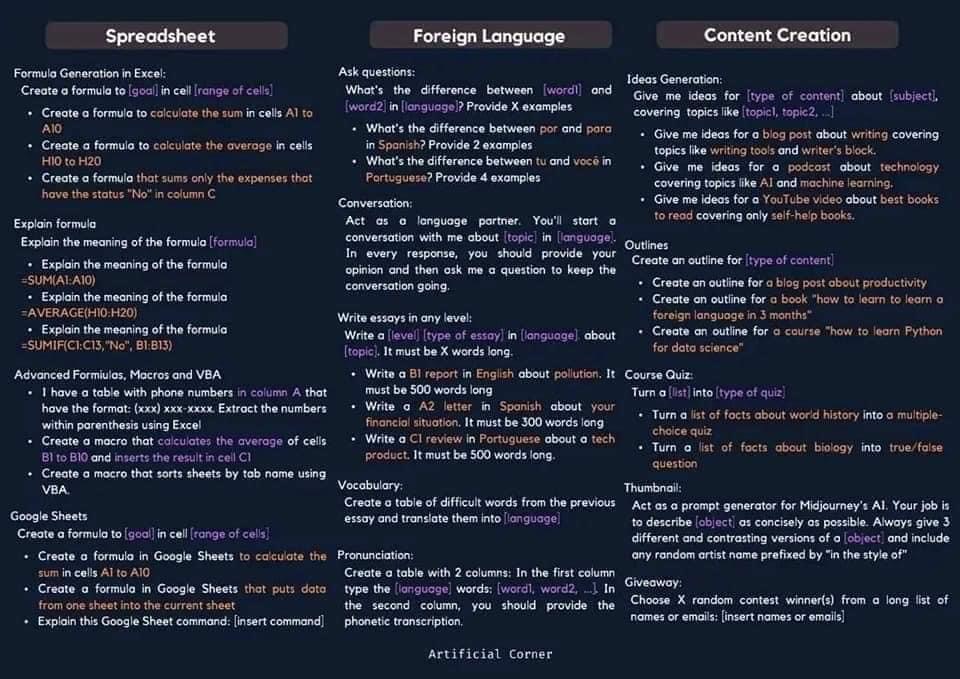 Spreadsheet
Formula Generation in Excel:
Create a formula to [goal] in cell [range of cells]
• Create a formula to calculate the sum in cells A1 to
A10
• Create a formula to calculate the average in cells
H10 to H20
• Create a formula that sums only the expenses that
have the status "No" in column C
Explain formula
Explain the meaning of the formula [formula]
• Explain the meaning of the formula
=SUM(A1:A10)
• Explain the meaning of the formula
=AVERAGE(H10:H20)
• Explain the meaning of the formula
=SUMIF(C1:C13,"No", B1:B13)
Advanced Formiulas, Macros and VBA
• I have a table with phone numbers in column A that
have the format: (xxx) xxx-xxxx. Extract the numbers
within parenthesis using Excel
• Create a macro that calculates the average of cells
B1 to B10 and inserts the result in cell C1
• Create a macro that sorts sheets by tab name using
VBA.
Google Sheets
Create a formula to [goal] in cell [range of cells]
• Create a formula in Google Sheets to calculate the
sum in cells A1 to A10
• Create a formula in Google Sheets that puts data
from one sheet into the current sheet
• Explain this Google Sheet command: [insert command]
Foreign Language
Ask questions:
What's the difference between [word1] and
[word2] in [language]? Provide X examples
• What's the difference between por and para
in Spanish? Provide 2 examples
• What's the difference between tu and você in
Portuguese? Provide 4 examples
Conversation:
Act as a language partner. You'll start a
conversation with me about [topic] in [language].
In every response, you should provide your
opinion and then ask me a question to keep the
conversation going.
Write essays in any level:
Write a [level] [type of essay] in [language] about
[topic]. It must be X words long.
• Write a B1 report in English about pollution. It
must be 500 words long
• Write a A2 letter in Spanish about your
financial situation. It must be 300 words long
• Write a C1 review in Portuguese about a tech
product. It must be 500 words long.
Vocabulary:
Create a table of difficult words from the previous
essay and translate them into [language]
Pronunciation:
Create a table with 2 columns: In the first column
type the [language] words: [word1, word2, ...]. In
the second column, you should provide the
phonetic transcription.
Content Creation
Ideas Generation:
Give me ideas for [type of content] about [subject],
covering topics like [topic1, topic2, ...]
• Give me ideas for a blog post about writing covering
topics like writing tools and writer's block.
• Give me ideas for a podcast about technology
covering topics like AI and machine learning.
• Give me ideas for a YouTube video about best books
to read covering only self-help books.
Outlines
Create an outline for [type of content]
• Create an outline for a blog post about productivity
• Create an outline for a book "how to learn to learn a
foreign language in 3 months"
• Create an outline for a course "how to learn Python
for data science"
Course Quiz:
Turn a [list] into [type of quiz]
• Turn a list of facts about world history into a multiple-
choice quiz
• Turn a list of facts about biology into true/false
question
Thumbnail:
Act as a prompt generator for Midjourney's AI. Your job is
to describe [object] as concisely as possible. Always give 3
different and contrasting versions of a [object] and include
any random artist name prefixed by "in the style of"
Giveaway:
Choose X random contest winner(s) from a long list of
names or emails: [insert names or emails]
Artificial Corner